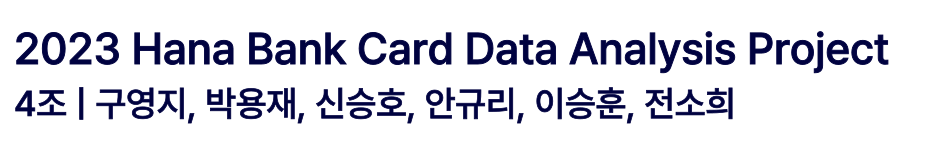 2023 Hana Bank Card Data Analysis Project
4조 | 구영지, 박용재, 신승호, 안규리, 이승훈, 전소희